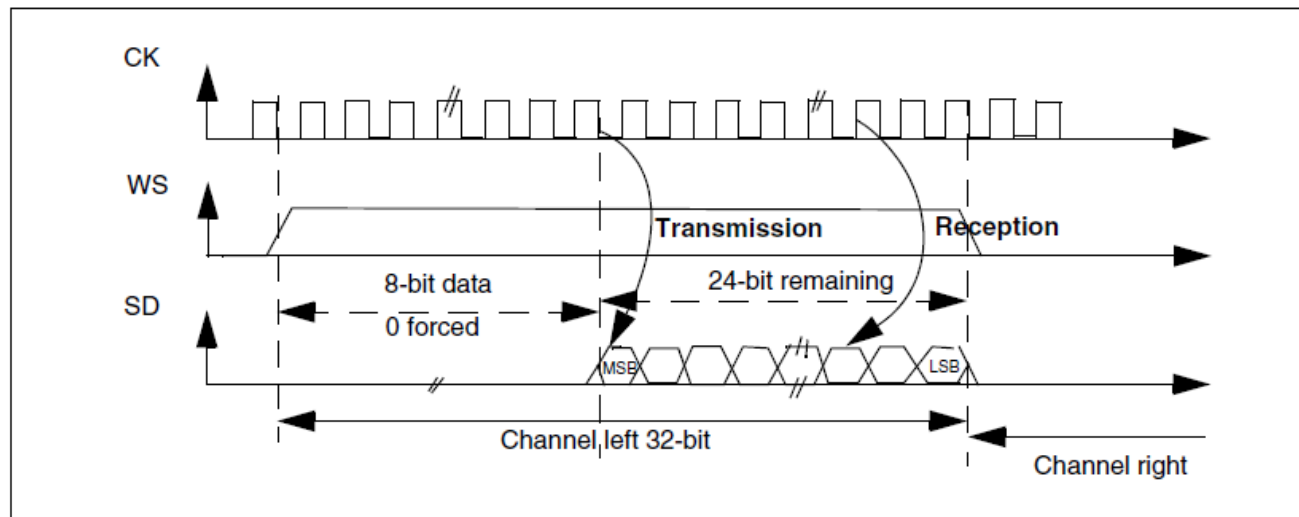 CK
WS
Transmission
Reception
8-bit data
24-bit remaining
SD
0 forced
MSB
LSB
Channel left 32-bit
Channel right